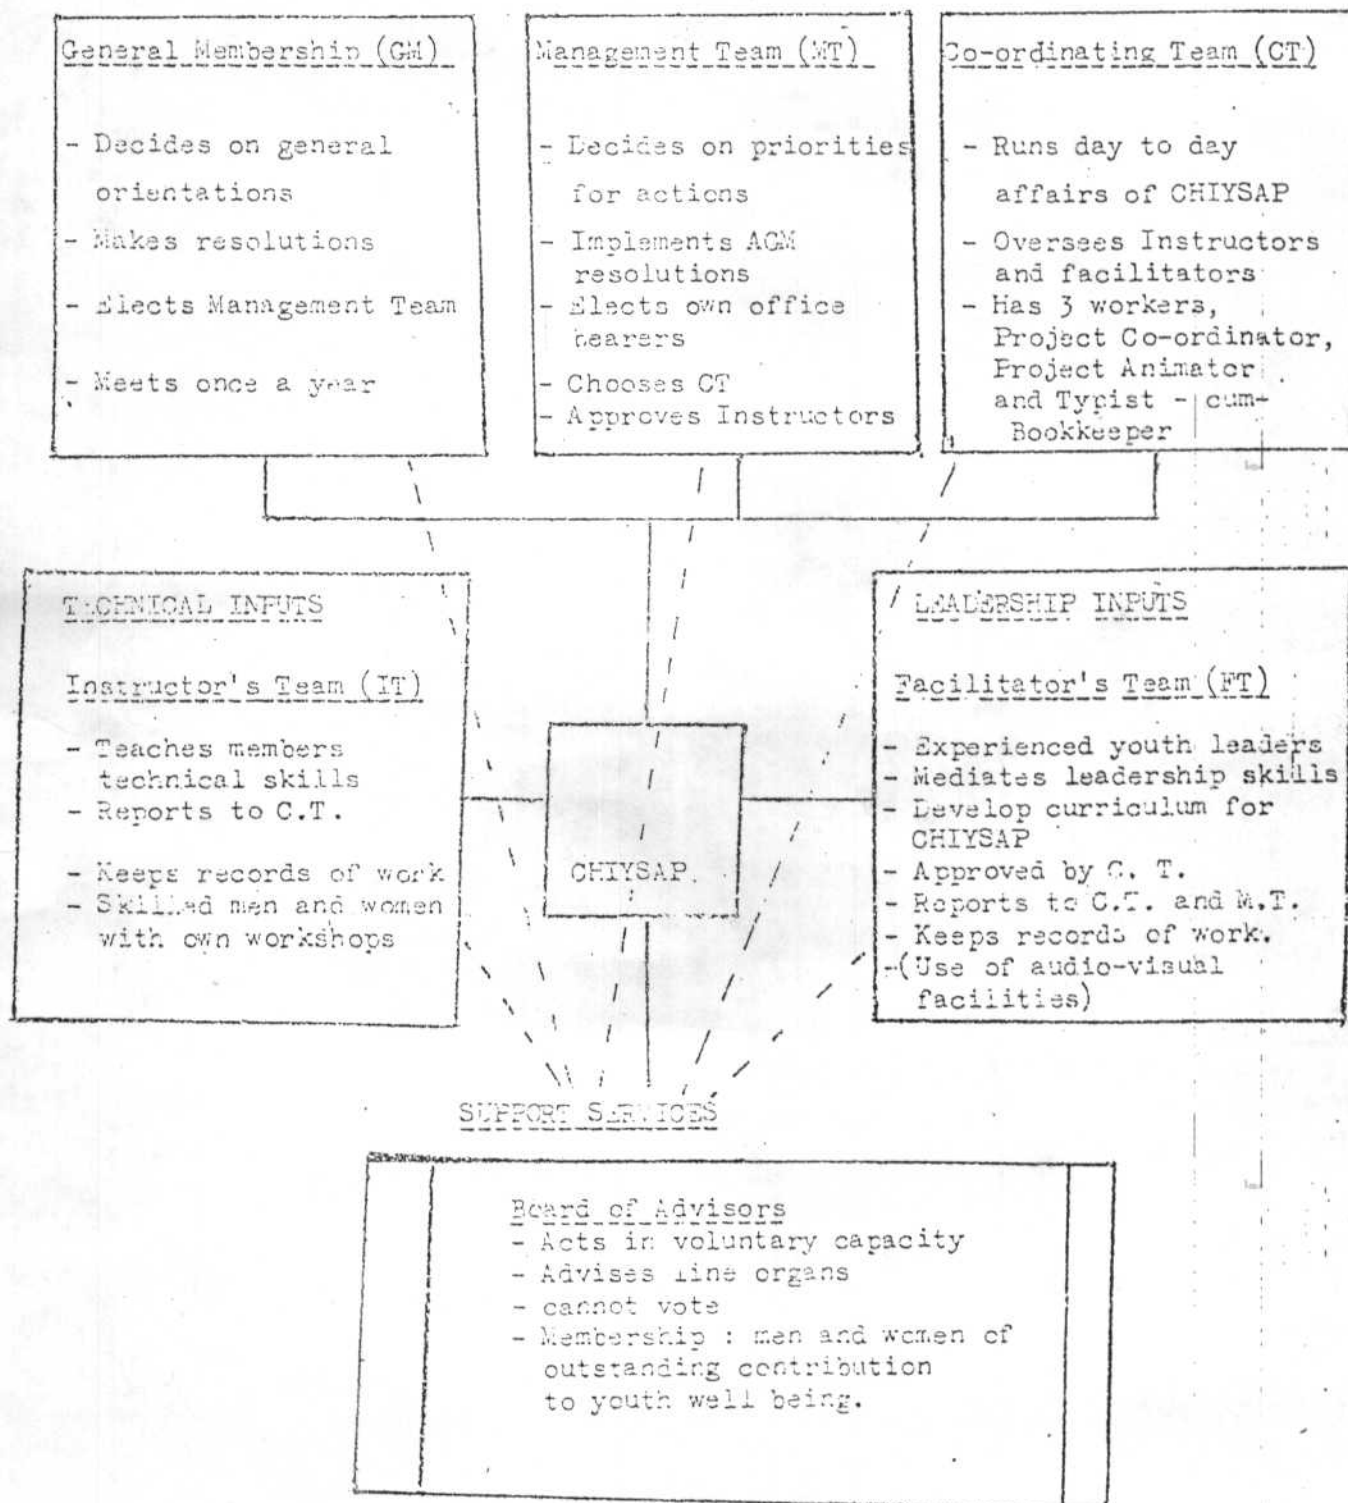 General Membership (GM)
- Decides on general
orientations
- Makes resolutions
- Elects Management Team
- Meets once a year
Management Team (MT)
- Decides on priorities
for actions
- Implements AGM
resolutions
- Elects own office
bearers
- Chooses CT
- Approves Instructors
Co-ordinating Team (CT)
- Runs day to day
affairs of CHIYSAP
- Oversees Instructors
and facilitators
- Has 3 workers,
Project Co-ordinator,
Project Animator
and Typist - cum-
Bookkeeper
TECHNICAL INPUTS
Instructor's Team (IT)
- Teaches members
technical skills
- Reports to C.T.
- Keeps records of work
- Skilled men and women
with own workshops
CHIYSAP
LEADERSHIP INPUTS
Facilitator's Team (FT)
- Experienced youth leaders
- Mediates leadership skills
- Develop curriculum for
CHIYSAP
- Approved by C. T.
- Reports to C.T. and M.T.
- Keeps records of work.
-(Use of audio-visual
facilities)
SUPPORT SERVICES
Board of Advisors
- Acts in voluntary capacity
- Advises line organs
- cannot vote
- Membership : men and women of
outstanding contribution
to youth well being.